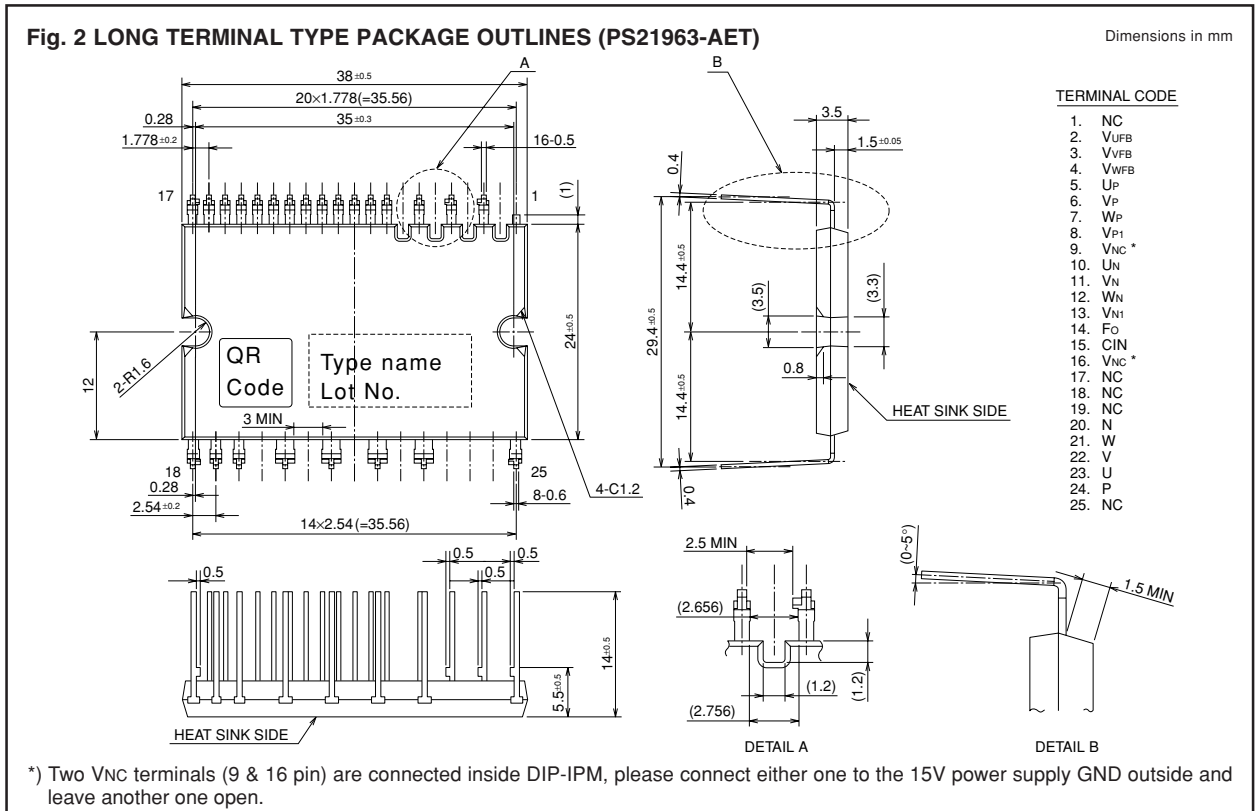 Fig. 2 LONG TERMINAL TYPE PACKAGE OUTLINES (PS21963-AET)
Dimensions in mm
A
B
38 ±0.5
20×1.778(=35.56)
35 ±0.3
0.28
1.778 ±0.2
16-0.5
17
1
(1)
2-R1.6
12
24±0.5
QR
Code
Type name
Lot No.
3 MIN
18
25
0.28
2.54 ±0.2
8-0.6
4-C1.2
14×2.54(=35.56)
3.5
1.5 ±0.05
0.4
14.4 ±0.5
29.4 ±0.5
14.4 ±0.5
(3.5)
(3.3)
0.8
HEAT SINK SIDE
0.4
TERMINAL CODE
1. NC
2. VUFB
3. VVFB
4. VWFB
5. UP
6. VP
7. WP
8. VP1
9. VNC *
10. UN
11. VN
12. WN
13. VN1
14. FO
15. CIN
16. VNC *
17. NC
18. NC
19. NC
20. N
21. W
22. V
23. U
24. P
25. NC
0.5
0.5
0.5
0.5
14±0.5
5.5±0.5
HEAT SINK SIDE
2.5 MIN
(2.656)
(1.2)
(1.2)
(2.756)
DETAIL A
(0~5°)
1.5 MIN
DETAIL B
*) Two VNC terminals (9 & 16 pin) are connected inside DIP-IPM, please connect either one to the 15V power supply GND outside and
leave another one open.